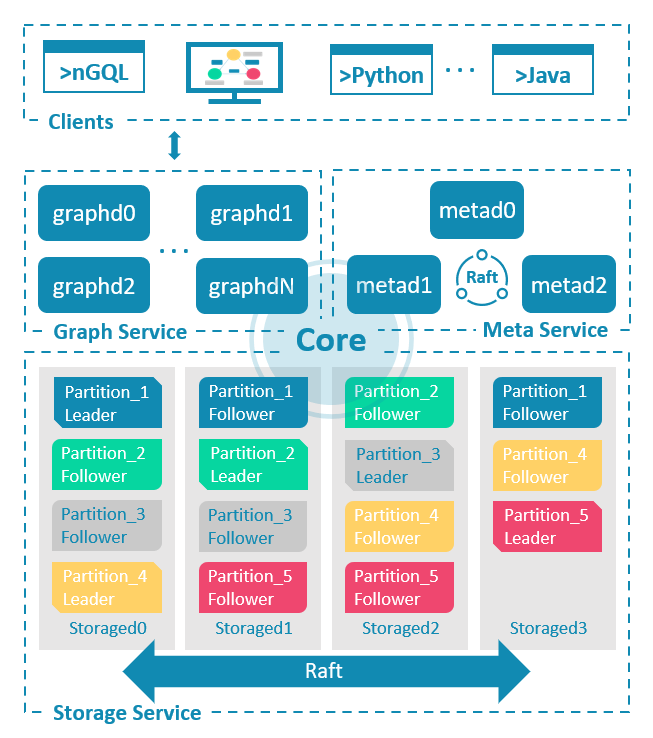 >nGQL
>Python
...
>Java
Clients
graphd0
graphd1
...
graphd2
graphdN
Graph Service
metad0
metad1
Raft
metad2
Meta Service
Core
Partition_1
Leader
Partition_2
Follower
Partition_3
Follower
Partition_4
Leader
Storaged0
Partition_1
Follower
Partition_2
Leader
Partition_3
Follower
Partition_5
Follower
Storaged1
Partition_2
Follower
Partition_3
Leader
Partition_4
Follower
Partition_5
Follower
Storaged2
Partition_1
Follower
Partition_4
Follower
Partition_5
Leader
Storaged3
Raft
Storage Service